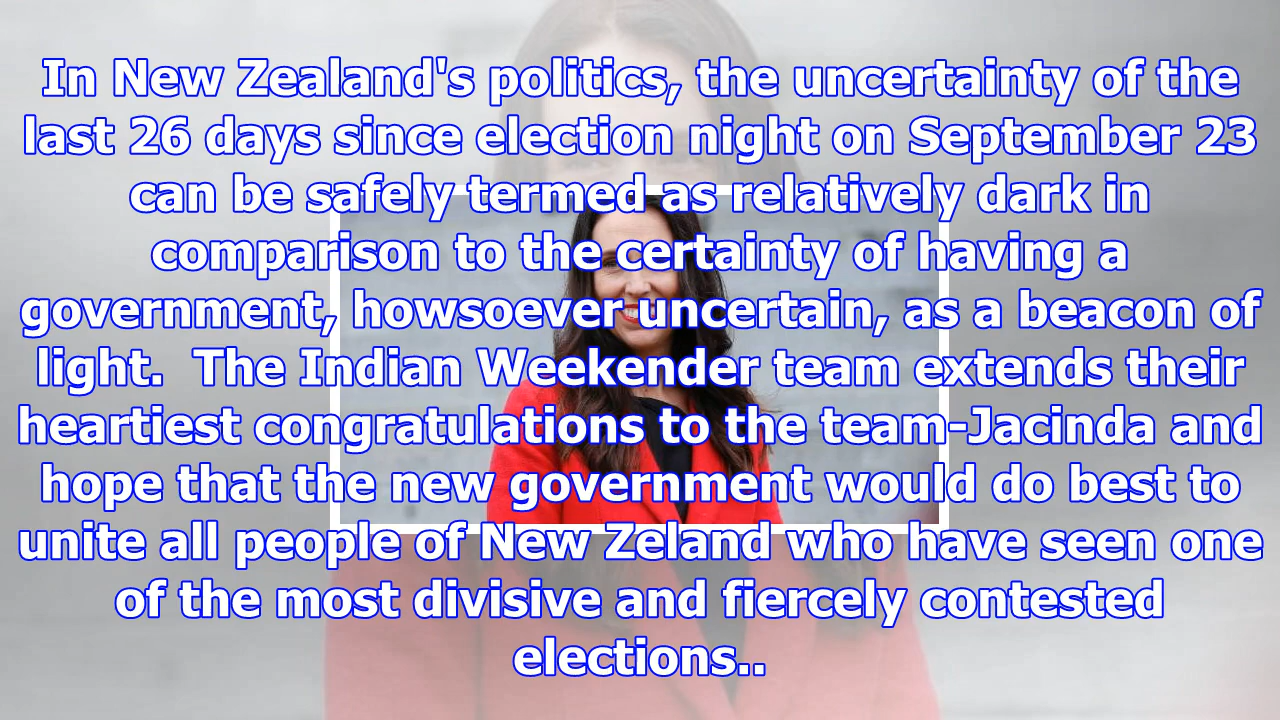 In New Zealand's politics, the uncertainty of the
last 26 days since election night on September 23
can be safely termed as relatively dark in
comparison to the certainty of having a
government, howsoever uncertain, as a beacon of
light.  The Indian Weekender team extends their
heartiest congratulations to the team-Jacinda and
hope that the new government would do best to
unite all people of New Zeland who have seen one
of the most divisive and fiercely contested
elections..